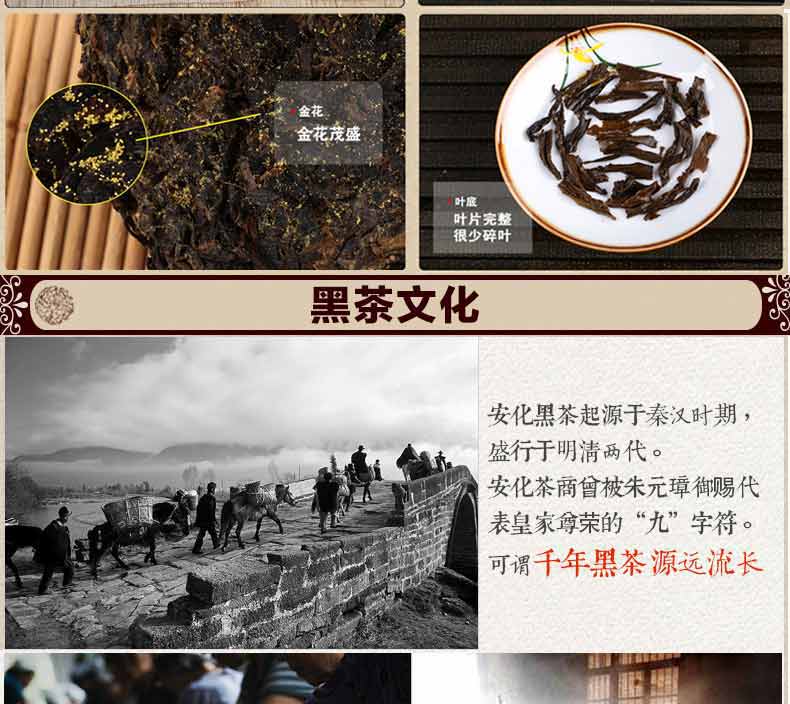 金花
金花茂盛
叶底
叶片完整
很少碎叶
黑茶文化
安化黑茶起源于秦汉时期，
盛行于明清两代。
安化茶商曾被朱元璋御赐代
表皇家尊荣的“九”字符。
可谓千年黑茶源远流长